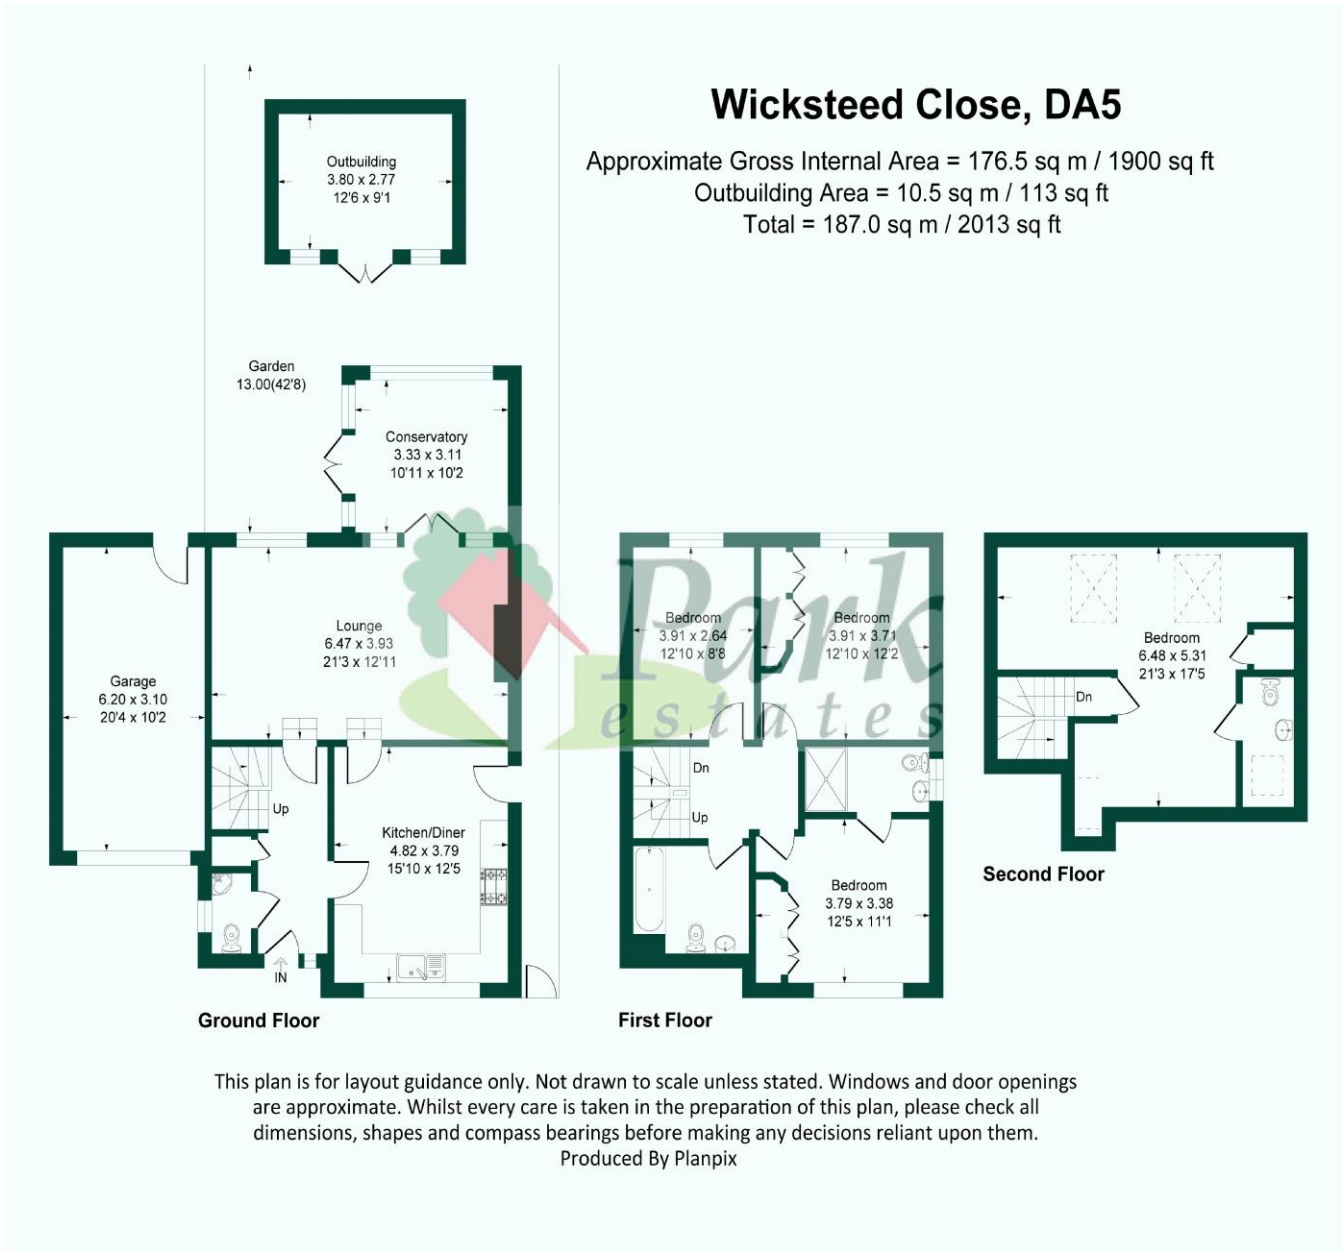 Wicksteed Close, DA5
Approximate Gross Internal Area = 176.5 sq m / 1900 sq ft
Outbuilding Area = 10.5 sq m / 113 sq ft
Total = 187.0 sq m / 2013 sq ft
Outbuilding
3.80 x 2.77
12'6 x 9'1
Garden
13.00(42'8)
Conservatory
3.33 x 3.11
10'11 x 10'2
Lounge
6.47 x 3.93
21'3 x 12'11
Garage
6.20 x 3.10
20'4 x 10'2
Up
Kitchen/Diner
4.82 x 3.79
15'10 x 12'5
IN
Ground Floor
Park
estates
Bedroom
3.91 x 2.64
12'10 x 8'8
Bedroom
3.91 x 3.71
12'10 x 12'2
Dn
Up
Bedroom
3.79 x 3.38
12'5 x 11'1
First Floor
Bedroom
6.48 x 5.31
21'3 x 17'5
Dn
Second Floor
This plan is for layout guidance only. Not drawn to scale unless stated. Windows and door openings
are approximate. Whilst every care is taken in the preparation of this plan, please check all
dimensions, shapes and compass bearings before making any decisions reliant upon them.
Produced By Planpix